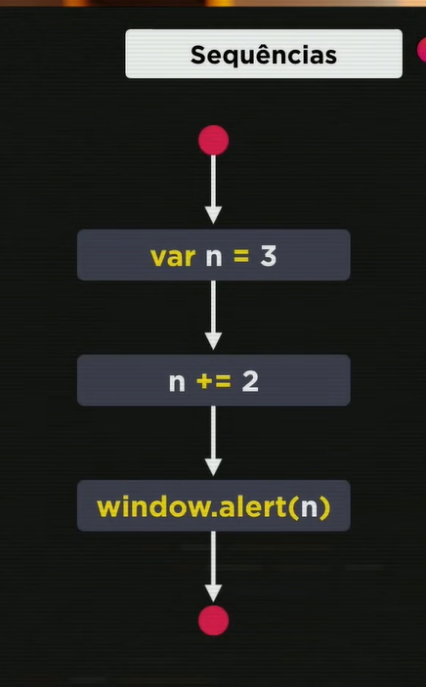 Sequências
var n = 3
n += 2
window.alert(n)